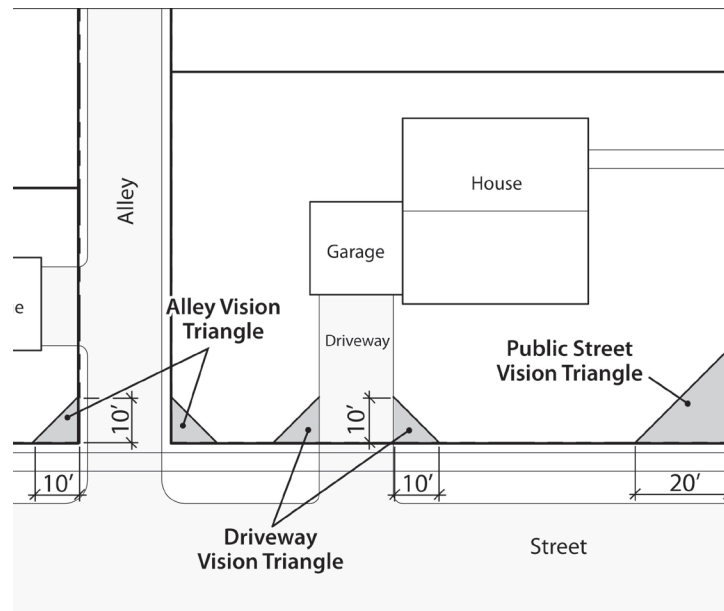 Alley
House
Garage
e
Alley Vision
Triangle
Driveway
Public Street
Vision Triangle
10’
10’
10’
10’
20’
Driveway
Vision Triangle
Street